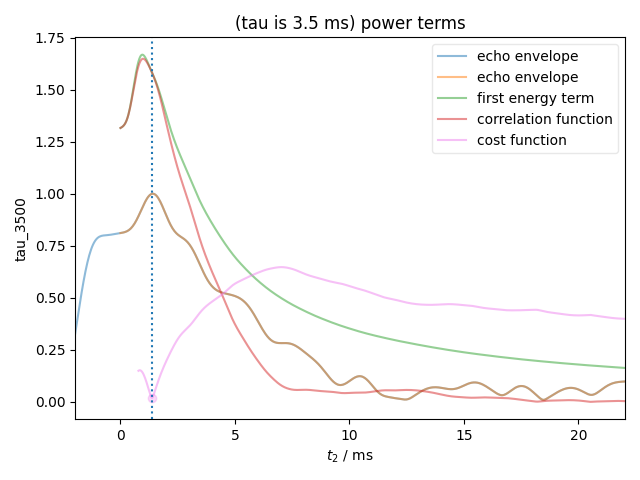 (tau is 3.5 ms) power terms
echo envelope
echo envelope
first energy term
correlation function
cost function
tau_3500
1.75
1.50
1.25
1.00
0.75
0.50
0.25
0.00
0 5 10 15 20
t₂ / ms